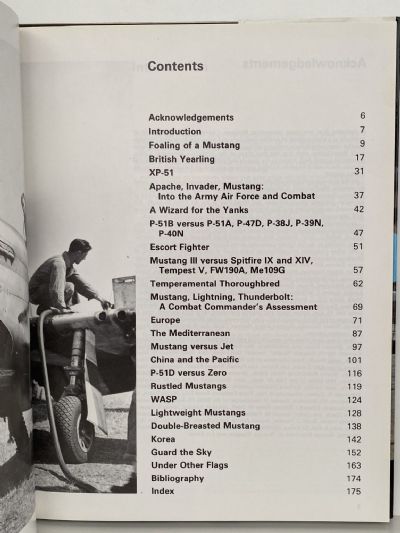 Contents
Acknowledgements 6
Introduction 7
Foaling of a Mustang 9
British Yearling 17
XP-51 31
Apache, Invader, Mustang:
Into the Army Air Force and Combat 37
A Wizard for the Yanks 42
P-51B versus P-51A, P-47D, P-38J, P-39N,
P-40N 47
Escort Fighter 51
Mustang III versus Spitfire IX and XIV,
Tempest V, FW190A, Me109G 57
Temperamental Thoroughbred 62
Mustang, Lightning, Thunderbolt:
A Combat Commander's Assessment 69
Europe 71
The Mediterranean 87
Mustang versus Jet 97
China and the Pacific 101
P-51D versus Zero 116
Rustled Mustangs 119
WASP 124
Lightweight Mustangs 128
Double-Breasted Mustang 138
Korea 142
Guard the Sky 152
Under Other Flags 163
Bibliography 174
Index 175